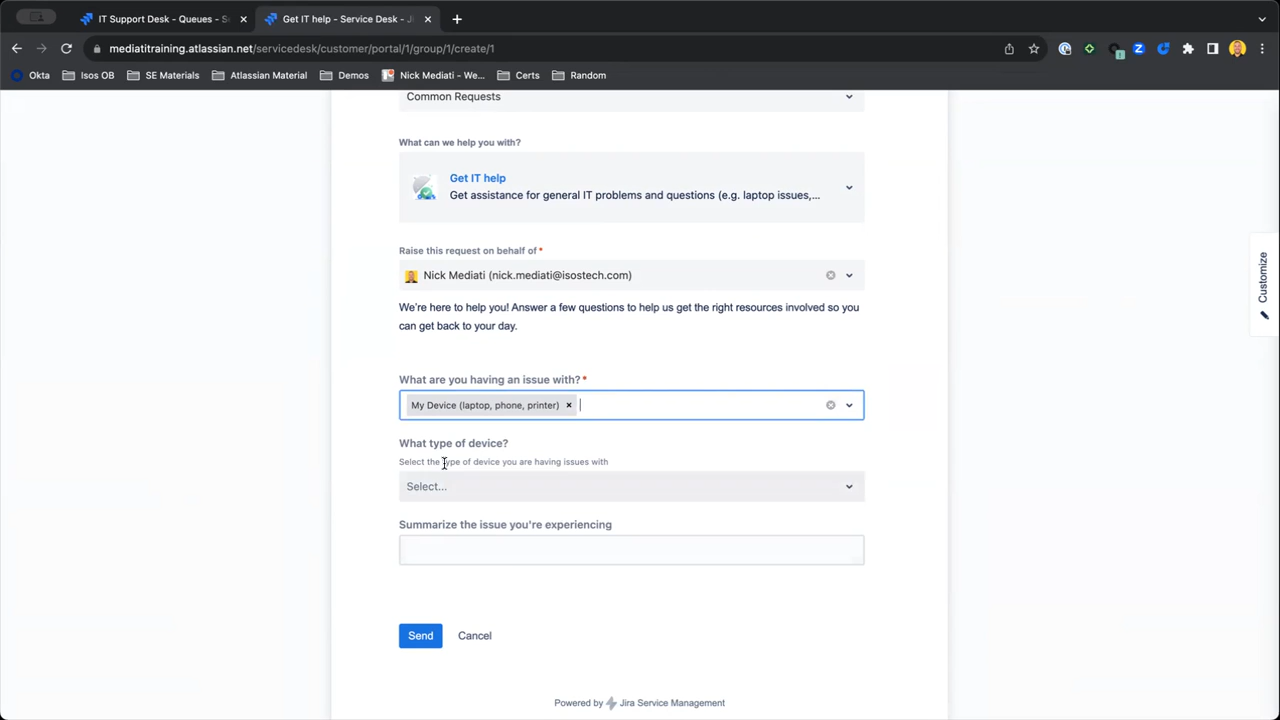 IT Support Desk - Queues - Se
Get IT help - Service Desk - Ji
mediatitraining.atlassian.net/servicedesk/customer/portal/1/group/1/create/1
Okta
Isos OB
SE Materials
Atlassian Material
Demos
Nick Mediati - We...
Certs
Random
Common Requests
What can we help you with?
Get IT help
Get assistance for general IT problems and questions (e.g. laptop issues,...
Raise this request on behalf of *
Nick Mediati (nick.mediati@isostech.com)
We're here to help you! Answer a few questions to help us get the right resources involved so you
can get back to your day.
What are you having an issue with? *
My Device (laptop, phone, printer)
What type of device?
Select the type of device you are having issues with
Select...
Summarize the issue you're experiencing
Send
Cancel
Powered by Jira Service Management
Customize